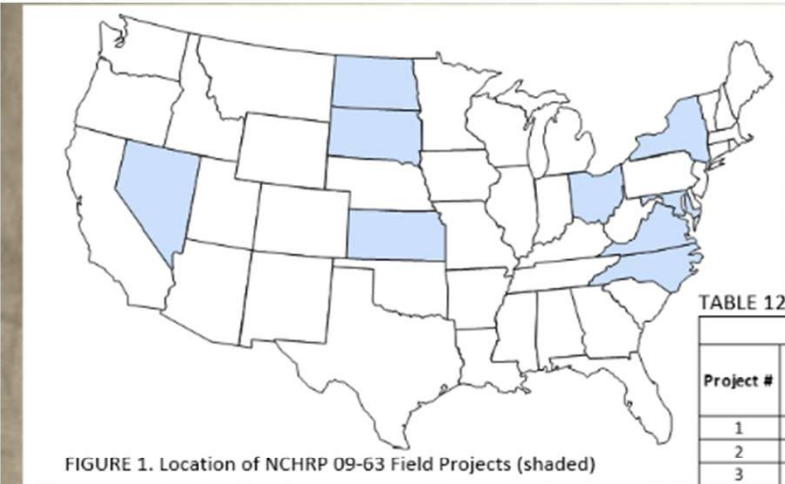 TABLE 12
Project #
1
2
3
FIGURE 1. Location of NCHRP 09-63 Field Projects (shaded)